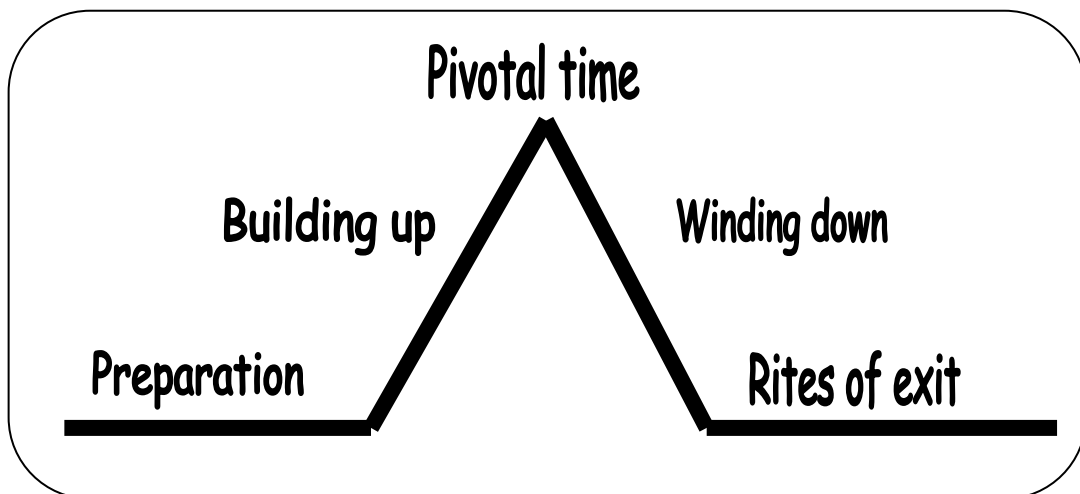 Pivotal time
Building up
Winding down
Preparation
Rites of exit